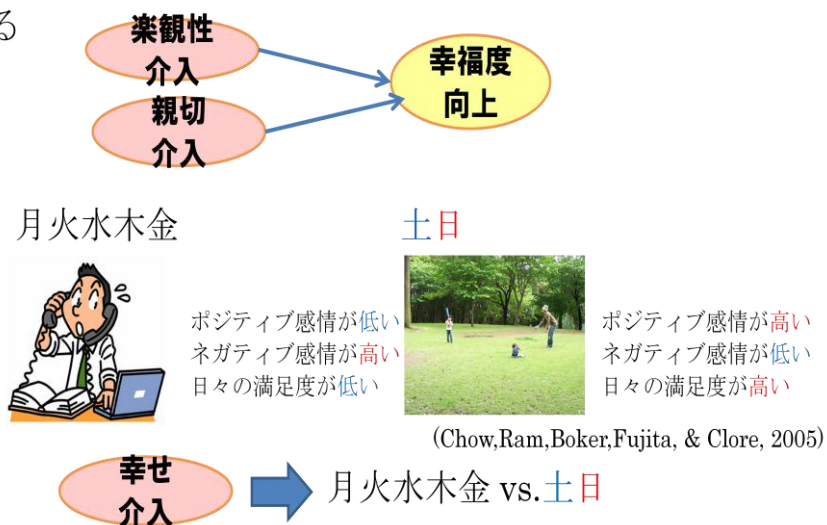 る
楽観性
介入
親切
介入
幸福度
向上
月火水木金
土日
ポジティブ感情が低い
ネガティブ感情が高い
日々の満足度が低い
ポジティブ感情が高い
ネガティブ感情が低い
日々の満足度が高い
(Chow,Ram,Boker,Fujita, & Clore, 2005)
幸せ
介入
月火水木金 vs.土日